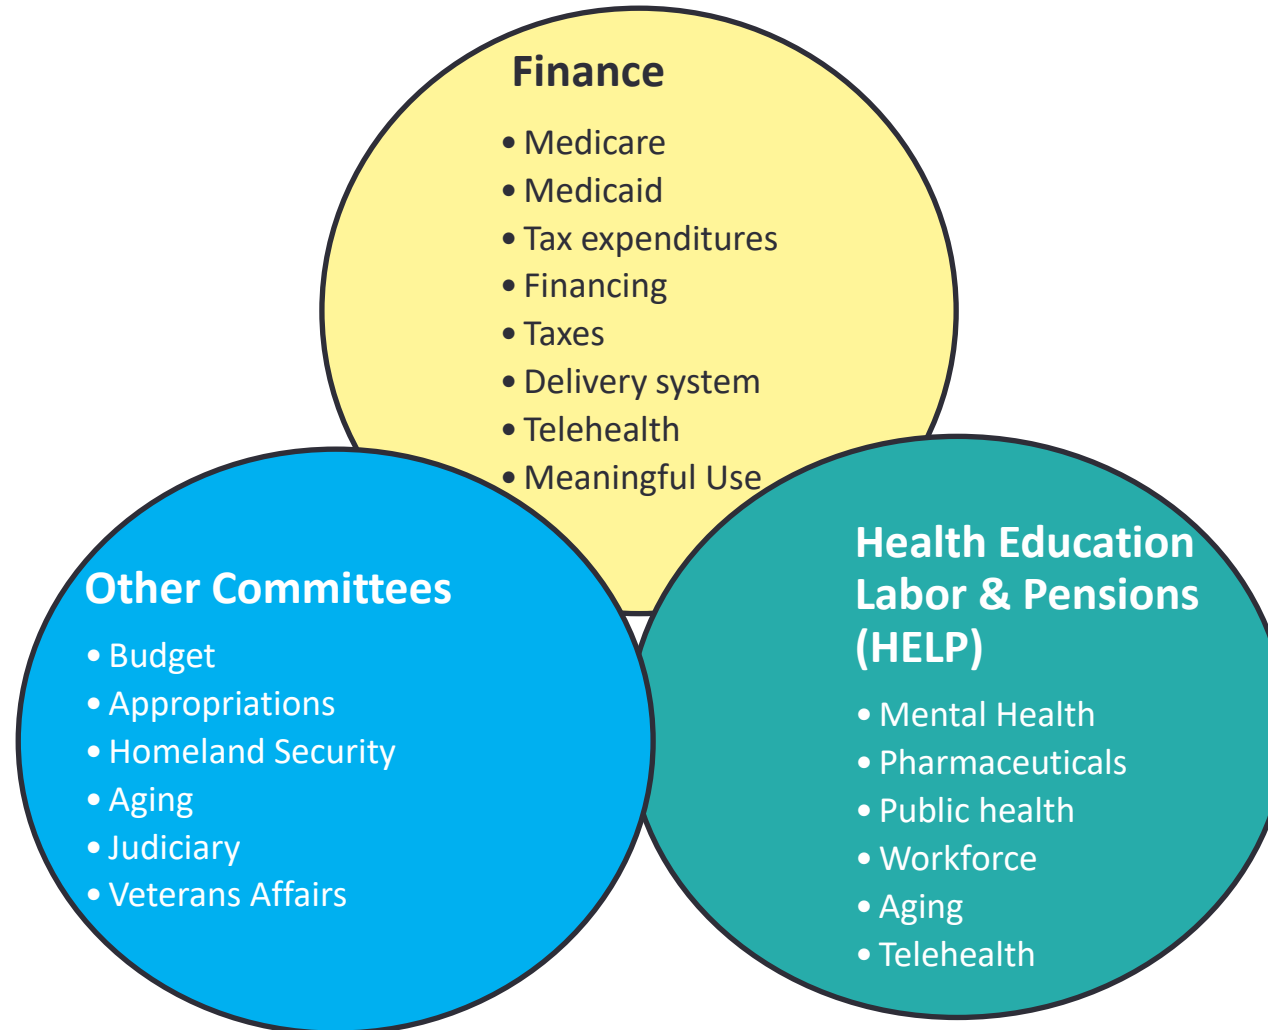 Finance
• Medicare
• Medicaid
• Tax expenditures
• Financing
• Taxes
• Delivery system
• Telehealth
• Meaningful Use
Other Committees
• Budget
• Appropriations
• Homeland Security
• Aging
• Judiciary
• Veterans Affairs
Health Education
Labor & Pensions
(HELP)
• Mental Health
• Pharmaceuticals
• Public health
• Workforce
• Aging
• Telehealth